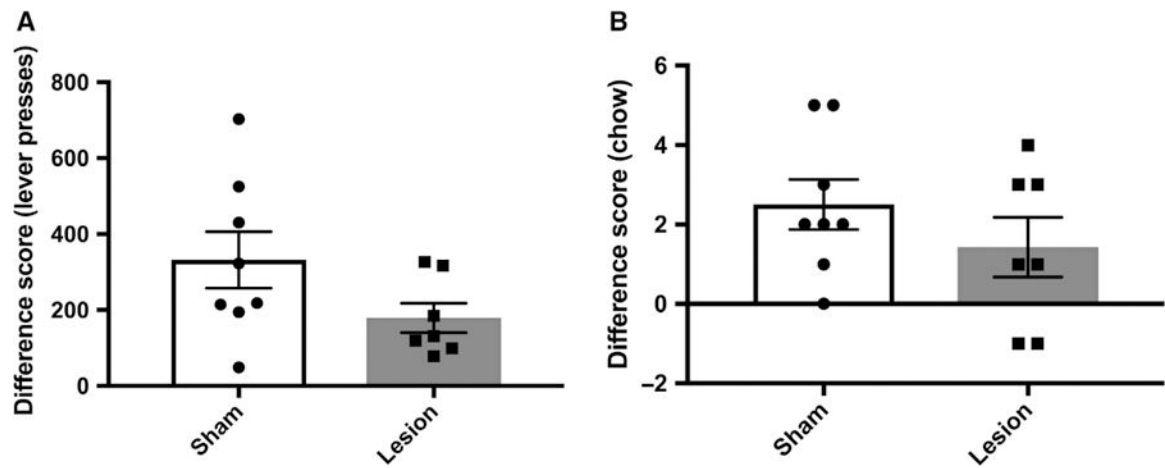 A
Difference score (lever presses)
800
600
400
200
0
Sham
Lesion
B
Difference score (chow)
6
4
2
0
–2
Sham
Lesion